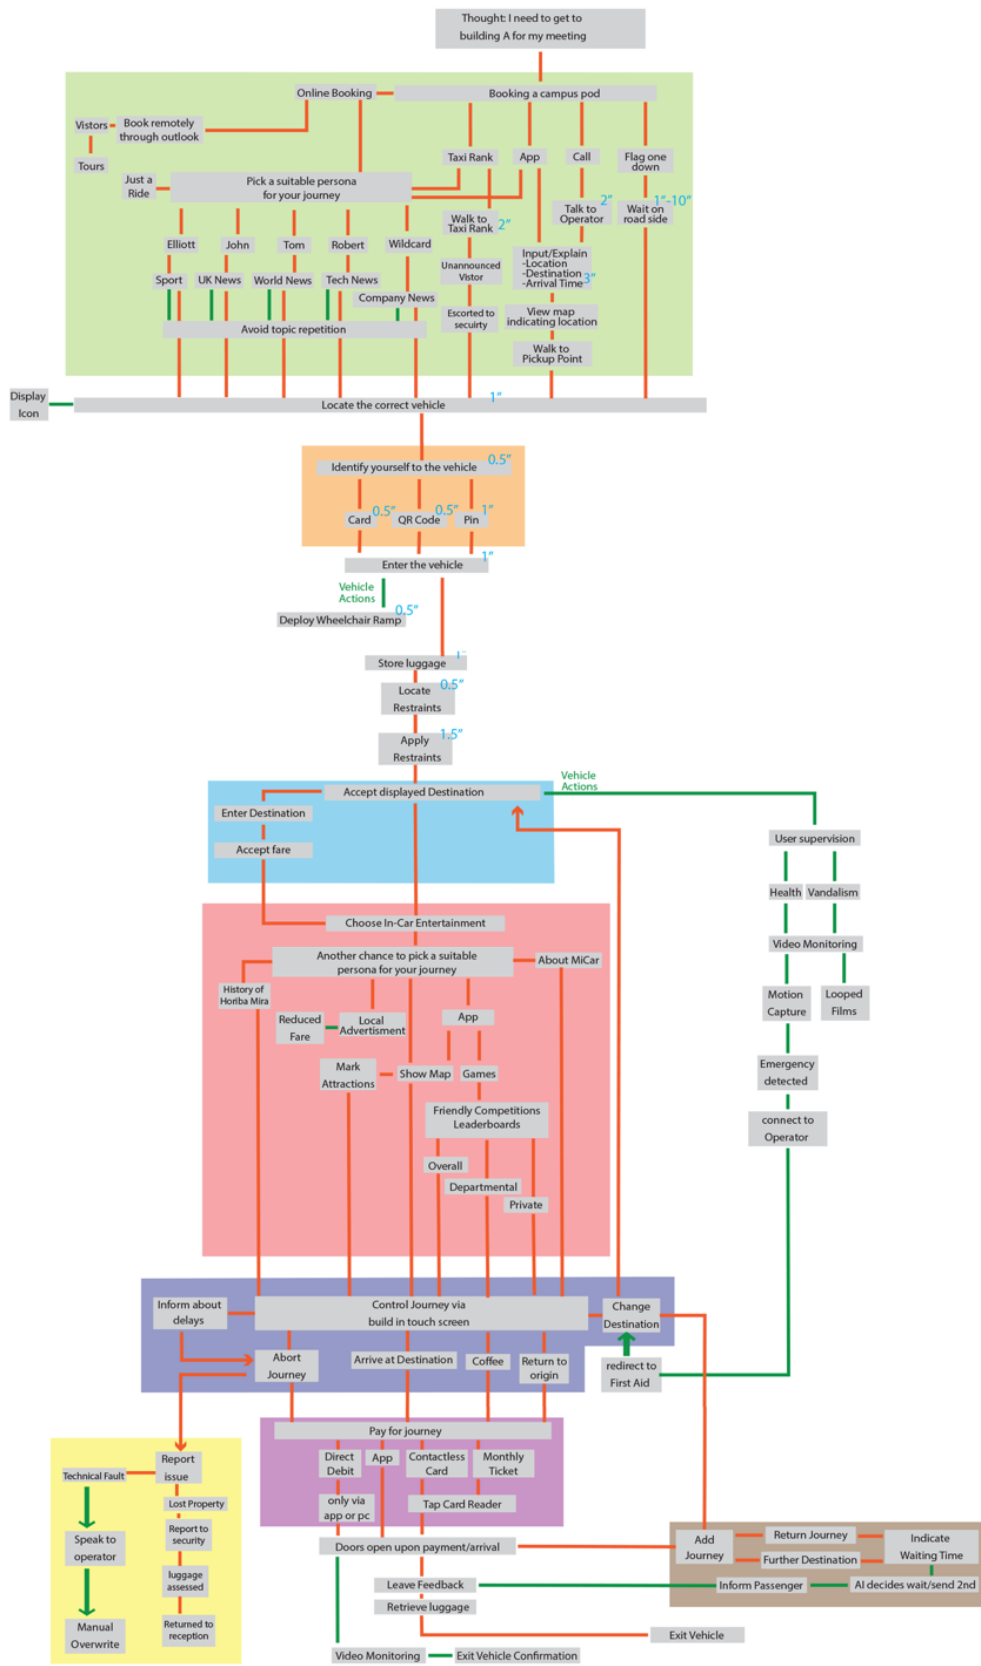 Thought: I need to get to
building A for my meeting
Online Booking
Booking a campus pod
Vistors
Book remotely
through outlook
Tours
Taxi Rank
App
Call
Flag one
down
Just a
Ride
Pick a suitable persona
for your journey
Walk to
Taxi Rank
2"
Talk to
Operator
2"
Wait on
road side
1"-10"
Elliott
John
Tom
Robert
Wildcard
Unannounced
Vistor
Input/Explain
-Location
-Destination
-Arrival Time
3"
Sport
UK News
World News
Tech News
Company News
Escorted to
secuirty
View map
indicating location
Avoid topic repetition
Walk to
Pickup Point
Display
Icon
Locate the correct vehicle
1"
Identify yourself to the vehicle
0.5"
Card
0.5"
QR Code
0.5"
Pin
1"
Enter the vehicle
1"
Vehicle
Actions
Deploy Wheelchair Ramp
0.5"
Store luggage
Locate
Restraints
0.5"
Apply
Restraints
1.5"
Accept displayed Destination
Vehicle
Actions
Enter Destination
Accept fare
User supervision
Health
Vandalism
Choose In-Car Entertainment
Video Monitoring
Another chance to pick a suitable
persona for your journey
About MiCar
History of
Horiba Mira
Reduced
Fare
Local
Advertisment
App
Motion
Capture
Looped
Films
Mark
Attractions
Show Map
Games
Emergency
detected
Friendly Competitions
Leaderboards
connect to
Operator
Overall
Departmental
Private
Inform about
delays
Control Journey via
build in touch screen
Change
Destination
Abort
Journey
Arrive at Destination
Coffee
Return to
origin
redirect to
First Aid
Pay for journey
Direct
Debit
App
Contactless
Card
Monthly
Ticket
only via
app or pc
Tap Card Reader
Technical Fault
Report
issue
Lost Property
Speak to
operator
Report to
security
luggage
assessed
Manual
Overwrite
Returned to
reception
Doors open upon payment/arrival
Add
Journey
Return Journey
Further Destination
Indicate
Waiting Time
Leave Feedback
Inform Passenger
AI decides wait/send 2nd
Retrieve luggage
Exit Vehicle
Video Monitoring
Exit Vehicle Confirmation